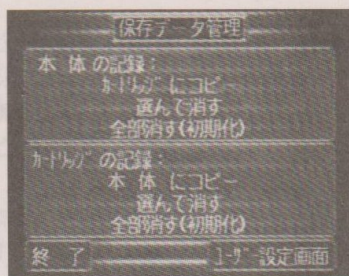 保存データ管理
本 体 の記録：
カートリッジ にコピー
選んで消す
全部消す(初期化)
カートリッジ の記録：
本 体 にコピー
選んで消す
全部消す(初期化)
終 了
ユーザー設定画面